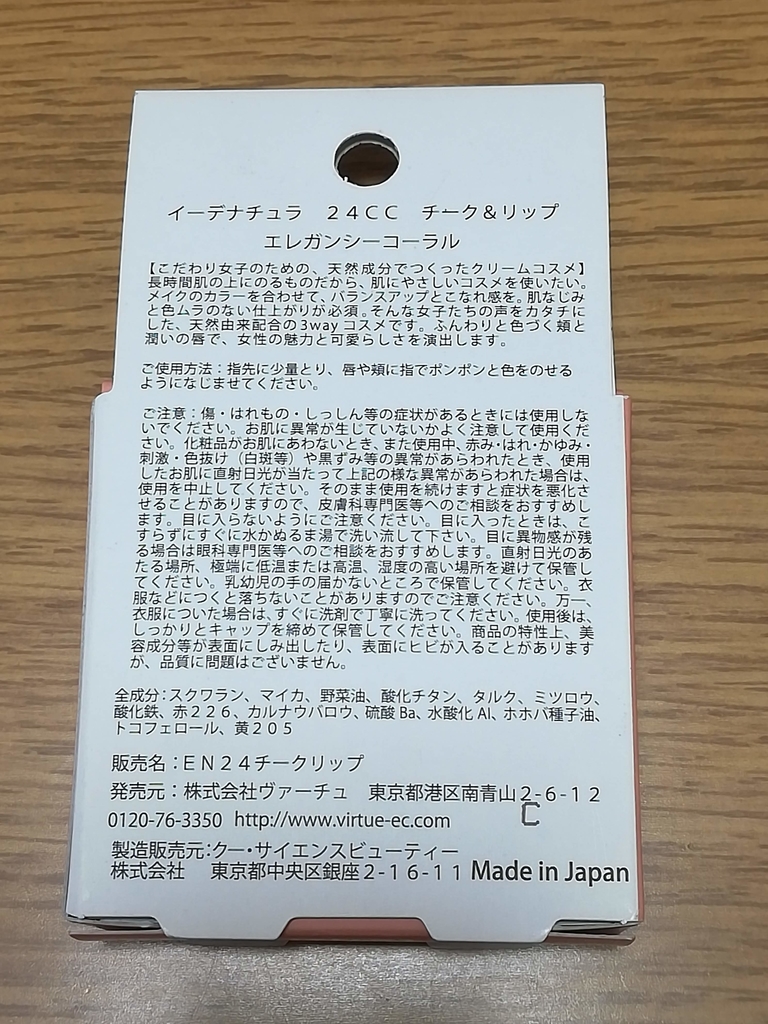 イーデナチュラ　２４ＣＣ　チーク＆リップ
エレガンシーコーラル
【こだわり女子のための、天然成分でつくったクリームコスメ】
長時間肌の上にのるものだから、肌にやさしいコスメを使いたい。
メイクのカラーを合わせて、バランスアップとこなれ感を。肌なじみ
と色ムラのない仕上がりが必須。そんな女子たちの声をカタチに
した、天然由来配合の3wayコスメです。ふんわりと色づく頬と
潤いの唇で、女性の魅力と可愛らしさを演出します。
ご使用方法：指先に少量とり、唇や頬に指でポンポンと色をのせる
ようになじませてください。
ご注意：傷・はれもの・しっしん等の症状があるときには使用しな
いでください。お肌に異常が生じていないかよく注意して使用くだ
さい。化粧品がお肌にあわないとき、また使用中、赤み・はれ・かゆみ・
刺激・色抜け（白斑等）や黒ずみ等の異常があらわれたとき、使用
したお肌に直射日光が当たって上記の様な異常があらわれた場合は、
使用を中止してください。そのまま使用を続けますと症状を悪化さ
せることがありますので、皮膚科専門医等へのご相談をおすすめし
ます。目に入らないようにご注意ください。目に入ったときは、こ
すらずにすぐに水かぬるま湯で洗い流して下さい。目に異物感が残
る場合は眼科専門医等へのご相談をおすすめします。直射日光のあ
たる場所、極端に低温または高温、湿度の高い場所を避けて保管し
てください。乳幼児の手の届かないところで保管してください。衣
服などにつくと落ちないことがありますのでご注意ください。万一、
衣服についた場合は、すぐに洗剤で丁寧に洗ってください。使用後は、
しっかりとキャップを締めて保管してください。商品の特性上、美
容成分等が表面にしみ出したり、表面にヒビが入ることがあります
が、品質に問題はございません。
全成分：スクワラン、マイカ、野菜油、酸化チタン、タルク、ミツロウ、
酸化鉄、赤２２６、カルナウバロウ、硫酸Ba、水酸化Al、ホホバ種子油、
トコフェロール、黄２０５
販売名：ＥＮ２４チークリップ
発売元：株式会社ヴァーチュ　東京都港区南青山２-６-１２
0120-76-3350 http://www.virtue-ec.com
C
製造販売元：クー・サイエンスビューティー
株式会社　東京都中央区銀座２-１６-１１ Made in Japan